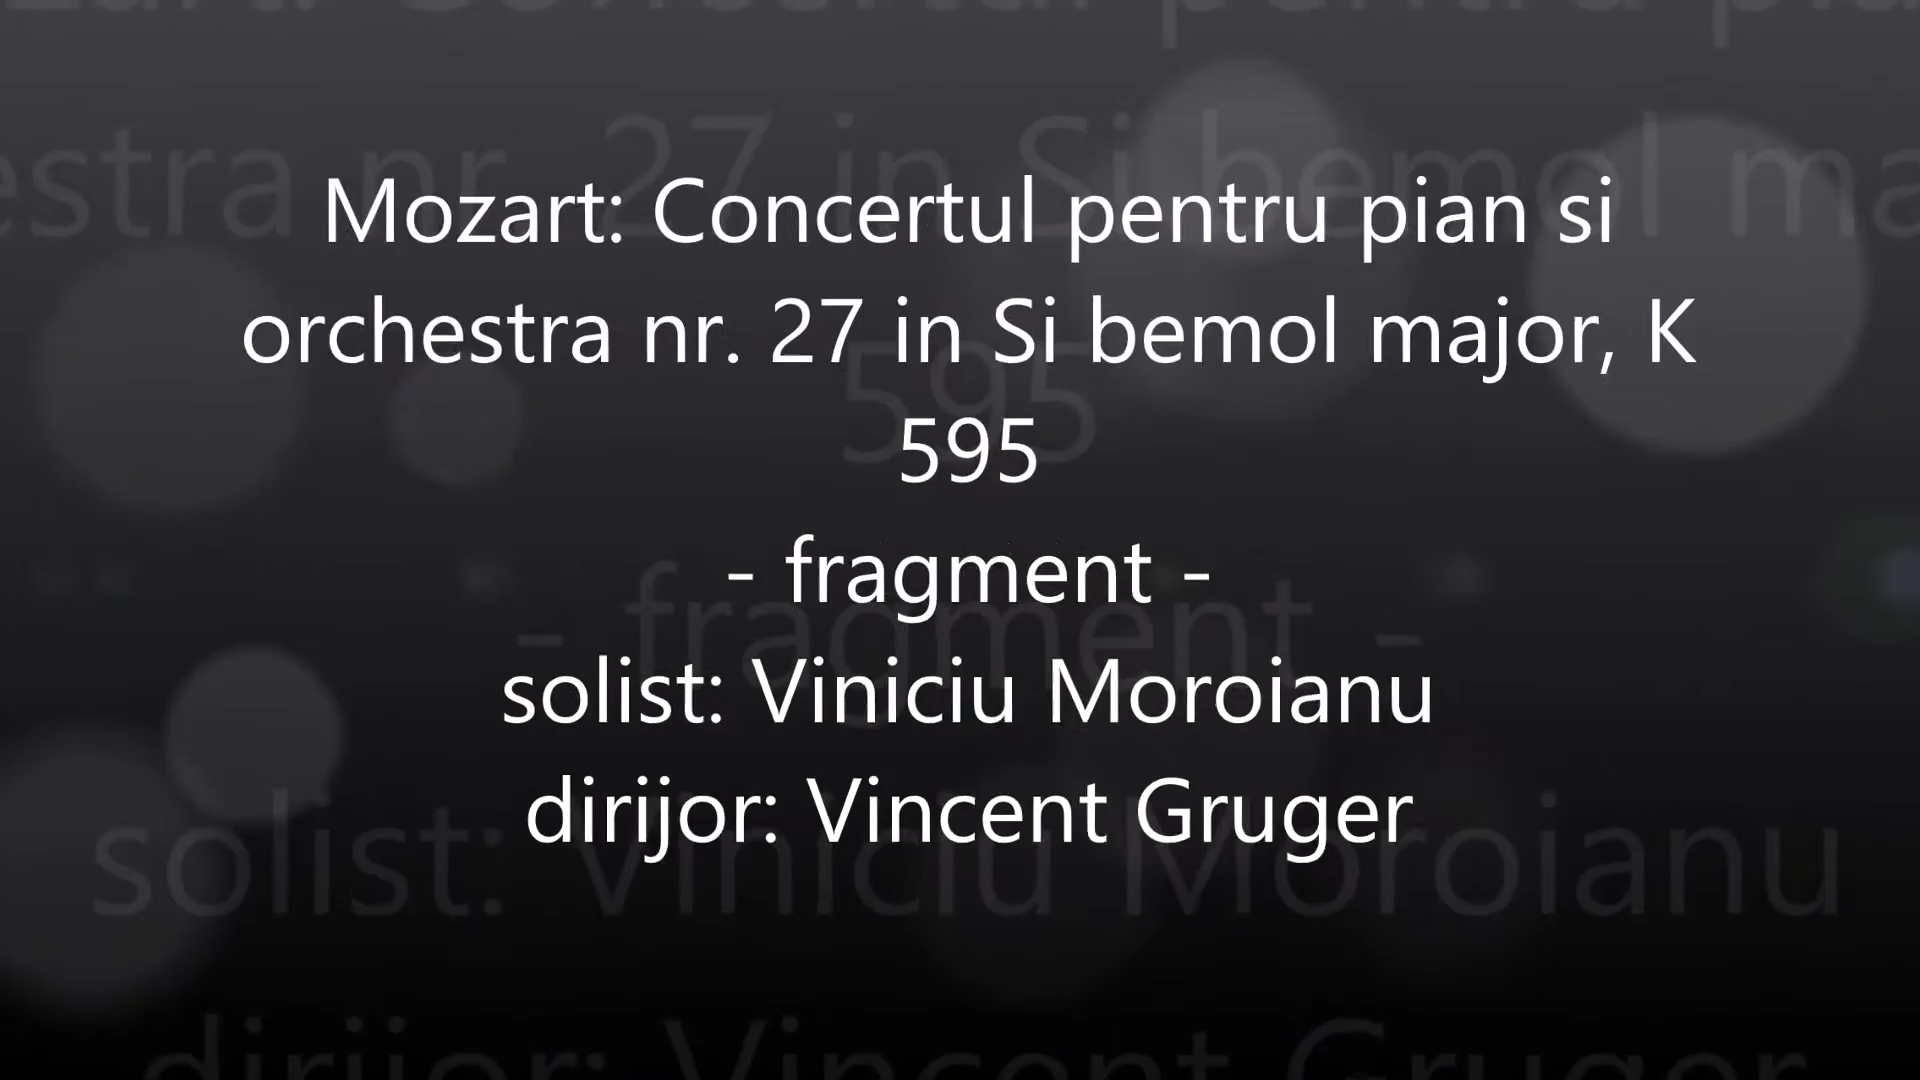 Mozart: Concertul pentru pian si
orchestra nr. 27 in Si bemol major, K
595
- fragment -
solist: Viniciu Moroianu
dirijor: Vincent Gruger